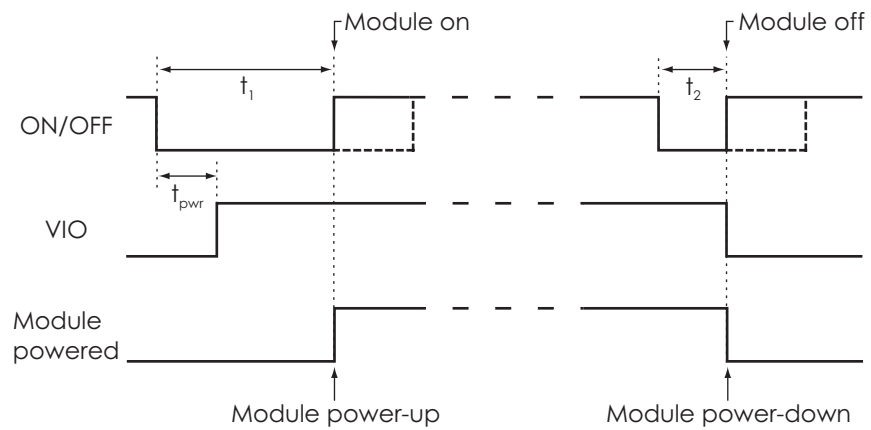 Module on
Module off
t1
t2
ON/OFF
tpwr
VIO
Module
powered
Module power-up
Module power-down